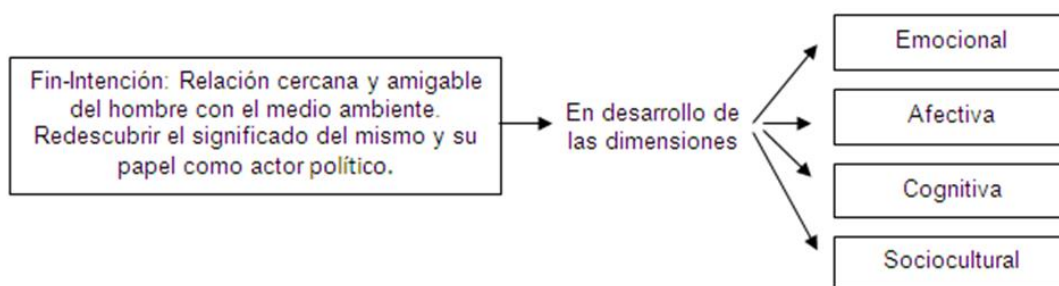 Fin-Intención: Relación cercana y amigable
del hombre con el medio ambiente.
Redescubrir el significado del mismo y su
papel como actor político.
En desarrollo de
las dimensiones
Emocional
Afectiva
Cognitiva
Sociocultural